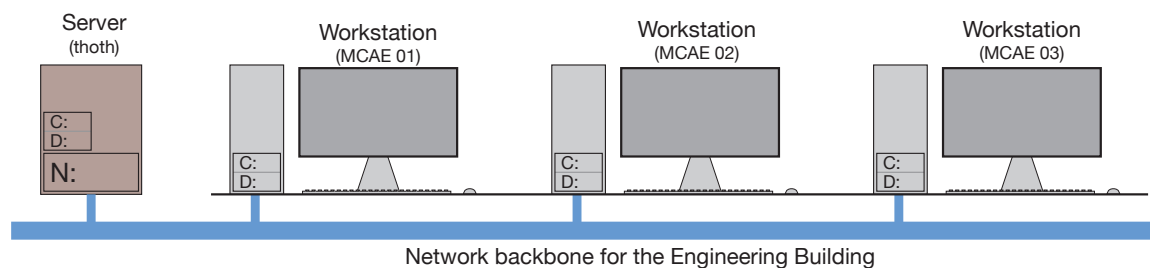 Server
(thoth)
C:
D:
N:
Workstation
(MCAE 01)
C:
D:
Workstation
(MCAE 02)
C:
D:
Workstation
(MCAE 03)
C:
D:
Network backbone for the Engineering Building